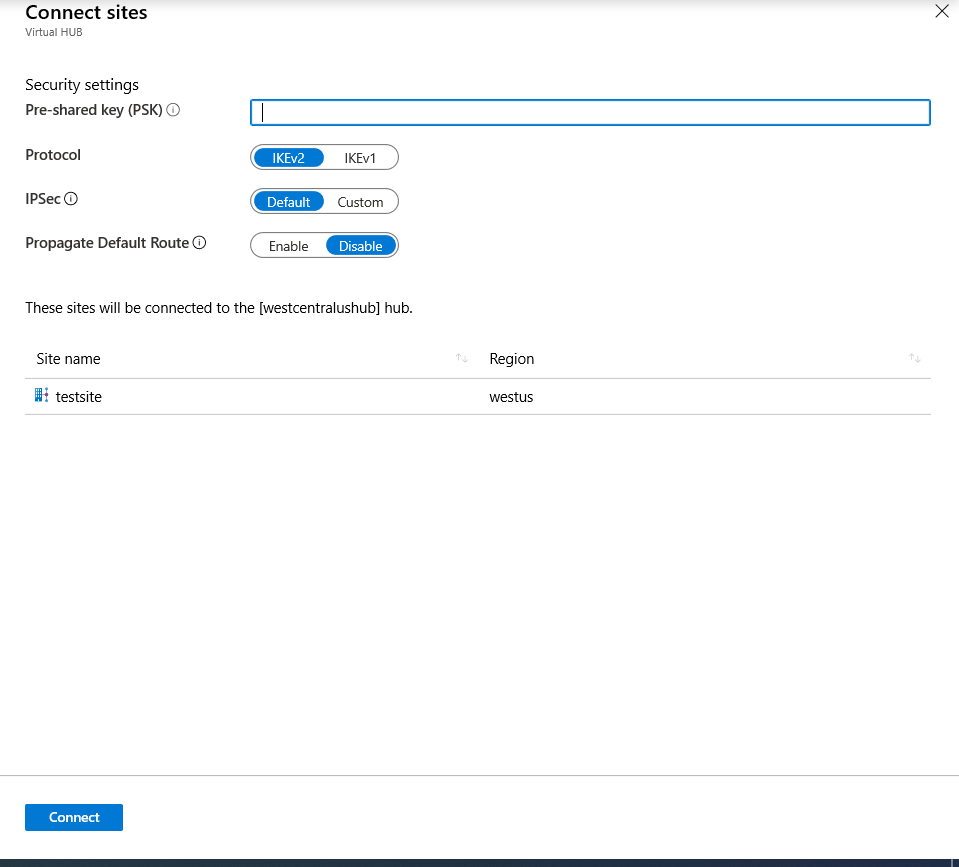 Connect sites
Virtual HUB
Security settings
Pre-shared key (PSK)
Protocol IKEv2 IKEv1
IPSec Default Custom
Propagate Default Route Enable Disable
These sites will be connected to the [westcentralushub] hub.
Site name Region
testsite westus
Connect